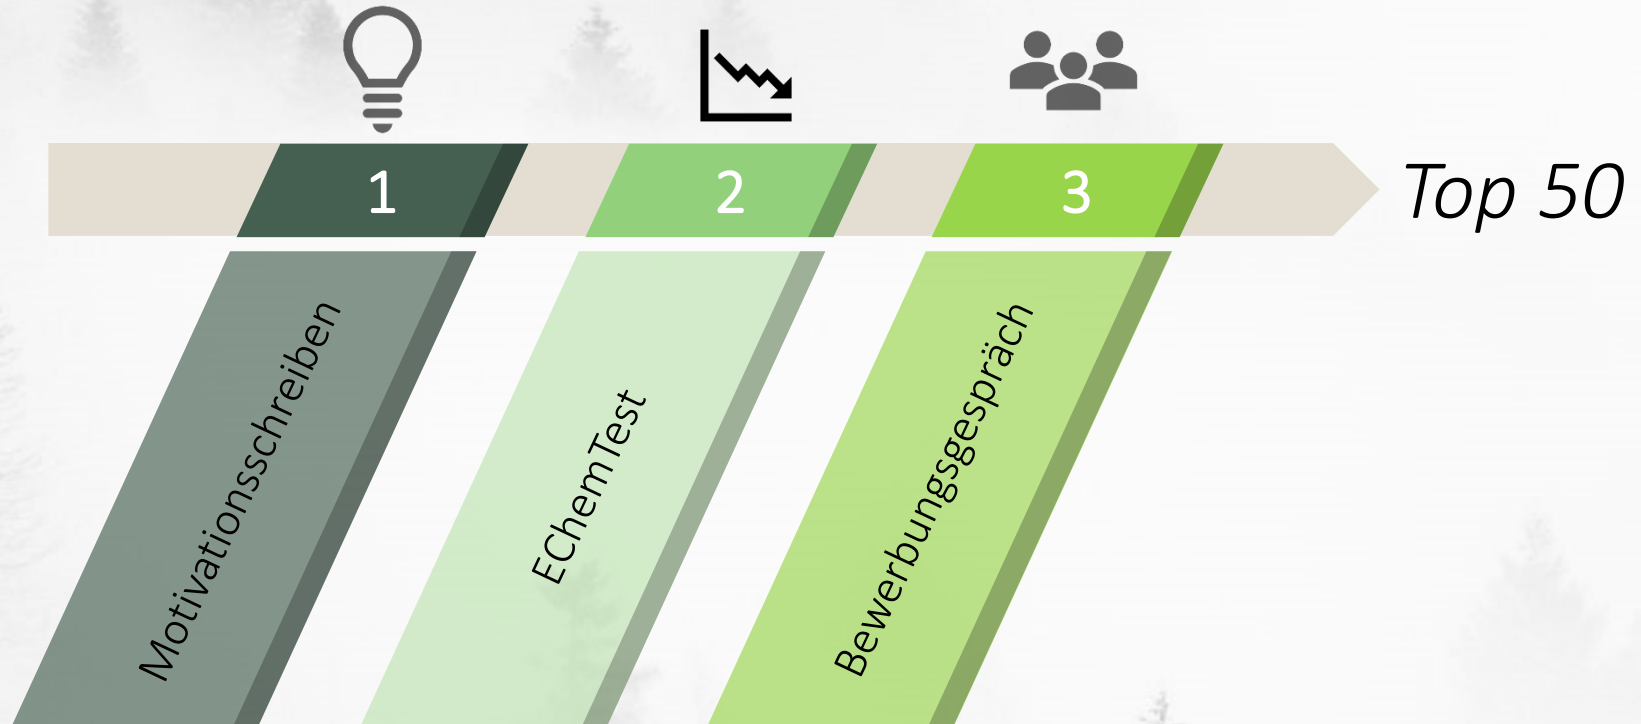 1
2
3
Top 50
Motivationsschreiben
EChemTest
Bewerbungsgespräch